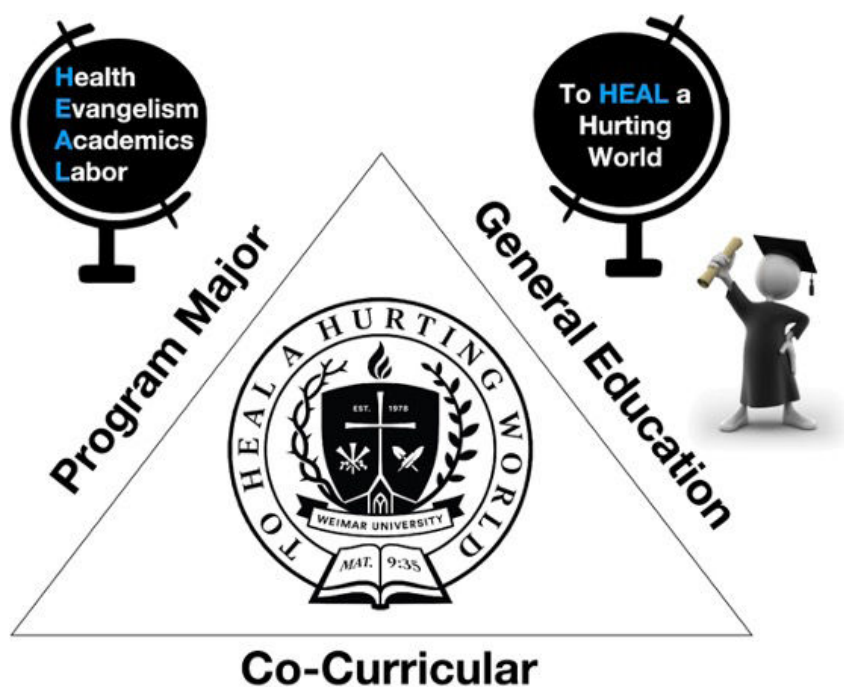 Health
Evangelism
Academics
Labor
To HEAL a
Hurting
World
Program Major
General Education
TO HEAL A HURTING WORLD
EST. 1978
WEIMAR UNIVERSITY
MAT. 9:35
Co-Curricular